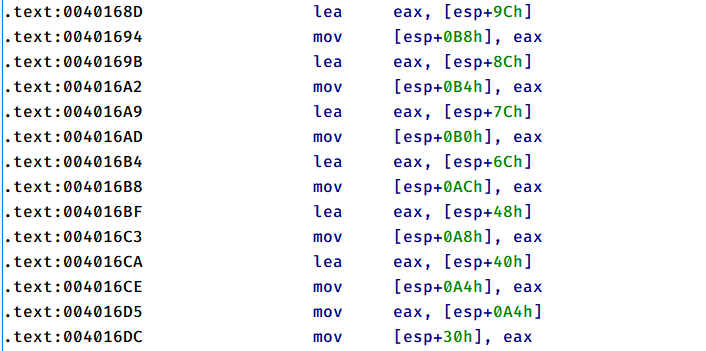 .text:0040168D lea eax, [esp+9Ch]
.text:00401694 mov [esp+0B8h], eax
.text:0040169B lea eax, [esp+8Ch]
.text:004016A2 mov [esp+0B4h], eax
.text:004016A9 lea eax, [esp+7Ch]
.text:004016AD mov [esp+0B0h], eax
.text:004016B4 lea eax, [esp+6Ch]
.text:004016B8 mov [esp+0ACh], eax
.text:004016BF lea eax, [esp+48h]
.text:004016C3 mov [esp+0A8h], eax
.text:004016CA lea eax, [esp+40h]
.text:004016CE mov [esp+0A4h], eax
.text:004016D5 mov eax, [esp+0A4h]
.text:004016DC mov [esp+30h], eax